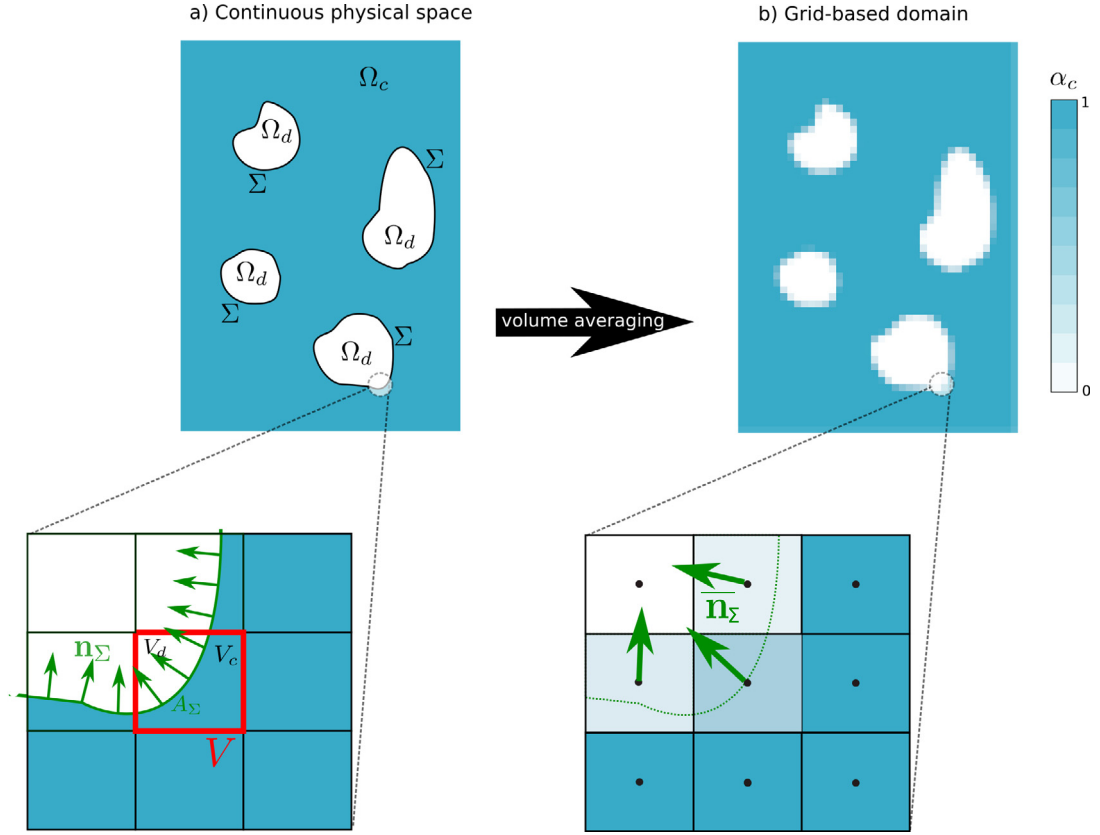 a) Continuous physical space
b) Grid-based domain
Ω_c
α_c
1
Ω_d
Σ
Σ
Ω_d
Ω_d
Σ
volume averaging
Σ
Ω_d
0
n_Σ
V_d
V_c
A_Σ
V
n̅_Σ